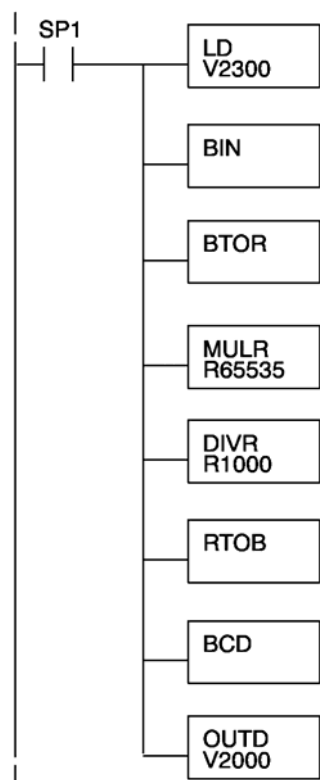 SP1
LD
V2300
BIN
BTOR
MULR
R65535
DIVR
R1000
RTOB
BCD
OUTD
V2000